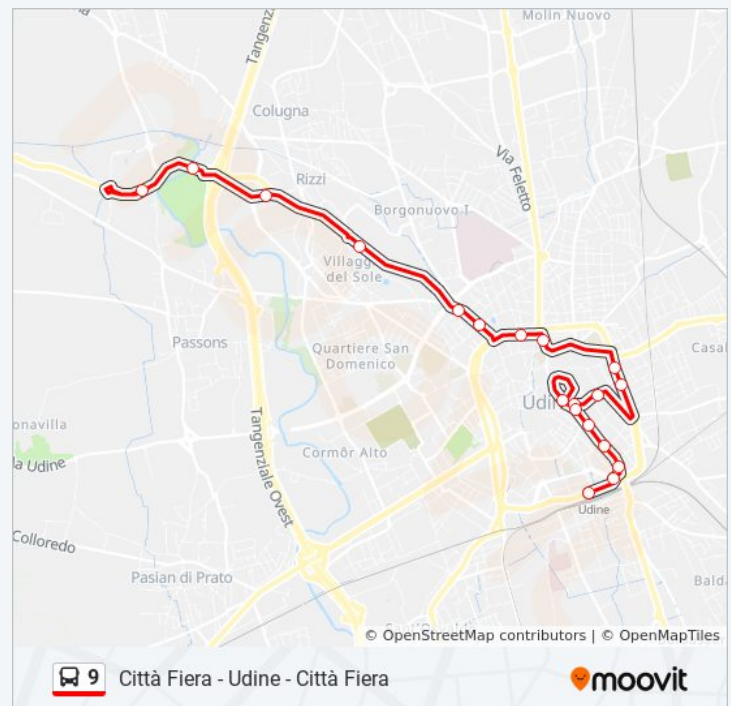 Molin Nuovo
Tangenz
Colugna
Via Feletto
Rizzi
Borgonuovo I
Villagg
del Sole
Passons
Quartiere San
Domenico
Casal
Udin
onavilla
la Udine
Tangenziale Ovest
Cormôr Alto
Udine
Colloredo
Pasian di Prato
Balda
© OpenStreetMap contributors | © OpenMapTiles
9 Città Fiera - Udine - Città Fiera
moovit